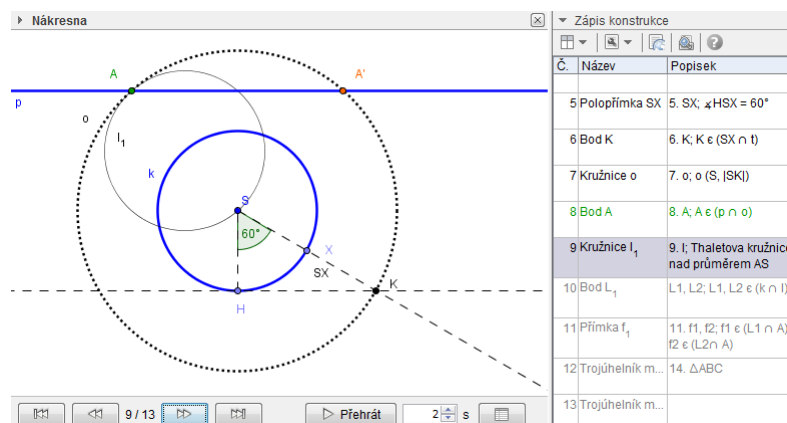 Nákresna
A
A'
p
o
l1
k
S
60°
X
SX
K
H
9 / 13
Přehrát
2
s
Zápis konstrukce
Č. Název Popisek
5 Polopřímka SX 5. SX; ∡HSX = 60°
6 Bod K 6. K; K ε (SX ∩ t)
7 Kružnice o 7. o; o (S, |SK|)
8 Bod A 8. A; A ε (p ∩ o)
9 Kružnice l1 9. l; Thaletova kružnice
nad průměrem AS
10 Bod L1 L1, L2; L1, L2 ε (k ∩ l)
11 Přímka f1 11. f1, f2; f1 ε (L1 ∩ A)
f2 ε (L2∩ A)
12 Trojúhelník m... 14. ΔABC
13 Trojúhelník m...